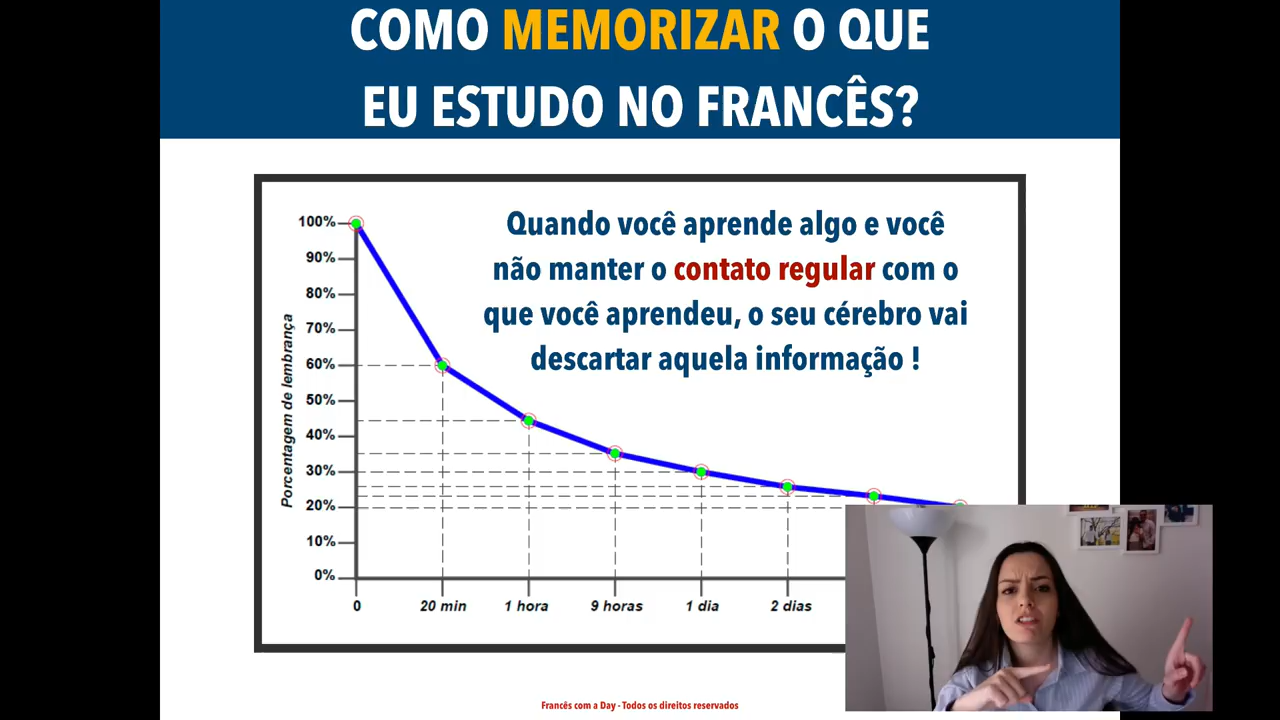 COMO MEMORIZAR O QUE
EU ESTUDO NO FRANCÊS?
Quando você aprende algo e você
não manter o contato regular com o
que você aprendeu, o seu cérebro vai
descartar aquela informação !
Porcentagem de lembrança
100%
90%
80%
70%
60%
50%
40%
30%
20%
10%
0%
0
20 min
1 hora
9 horas
1 dia
2 dias
Francês com a Day - Todos os direitos reservados